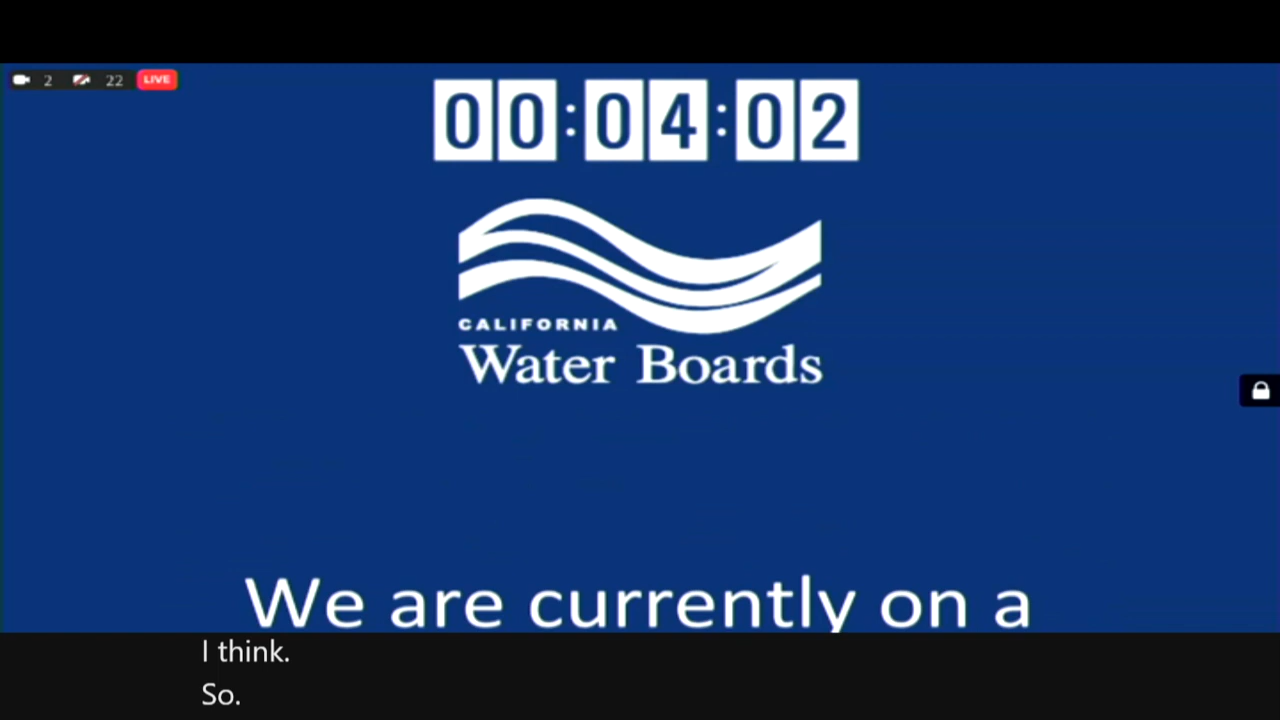 2 22 LIVE
00:04:02
CALIFORNIA
Water Boards
We are currently on a
I think.
So.